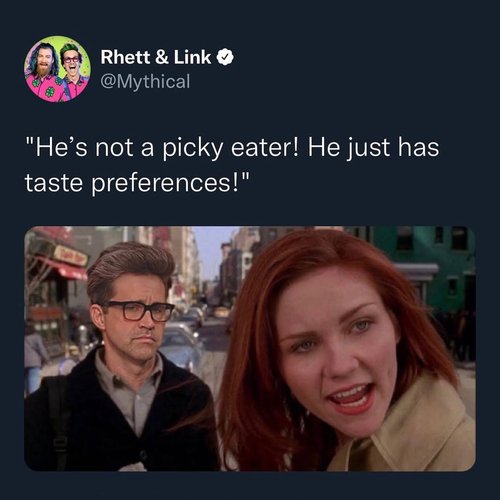 Rhett & Link
@Mythical
"He’s not a picky eater! He just has
taste preferences!"